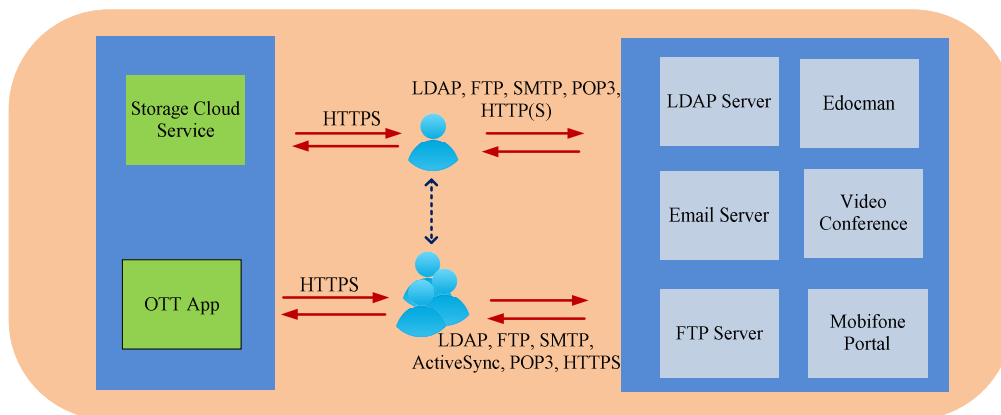 Storage Cloud
Service
HTTPS
LDAP, FTP, SMTP, POP3,
HTTP(S)
LDAP Server
Edocman
Email Server
Video
Conference
OTT App
HTTPS
LDAP, FTP, SMTP,
ActiveSync, POP3, HTTPS
FTP Server
Mobifone
Portal